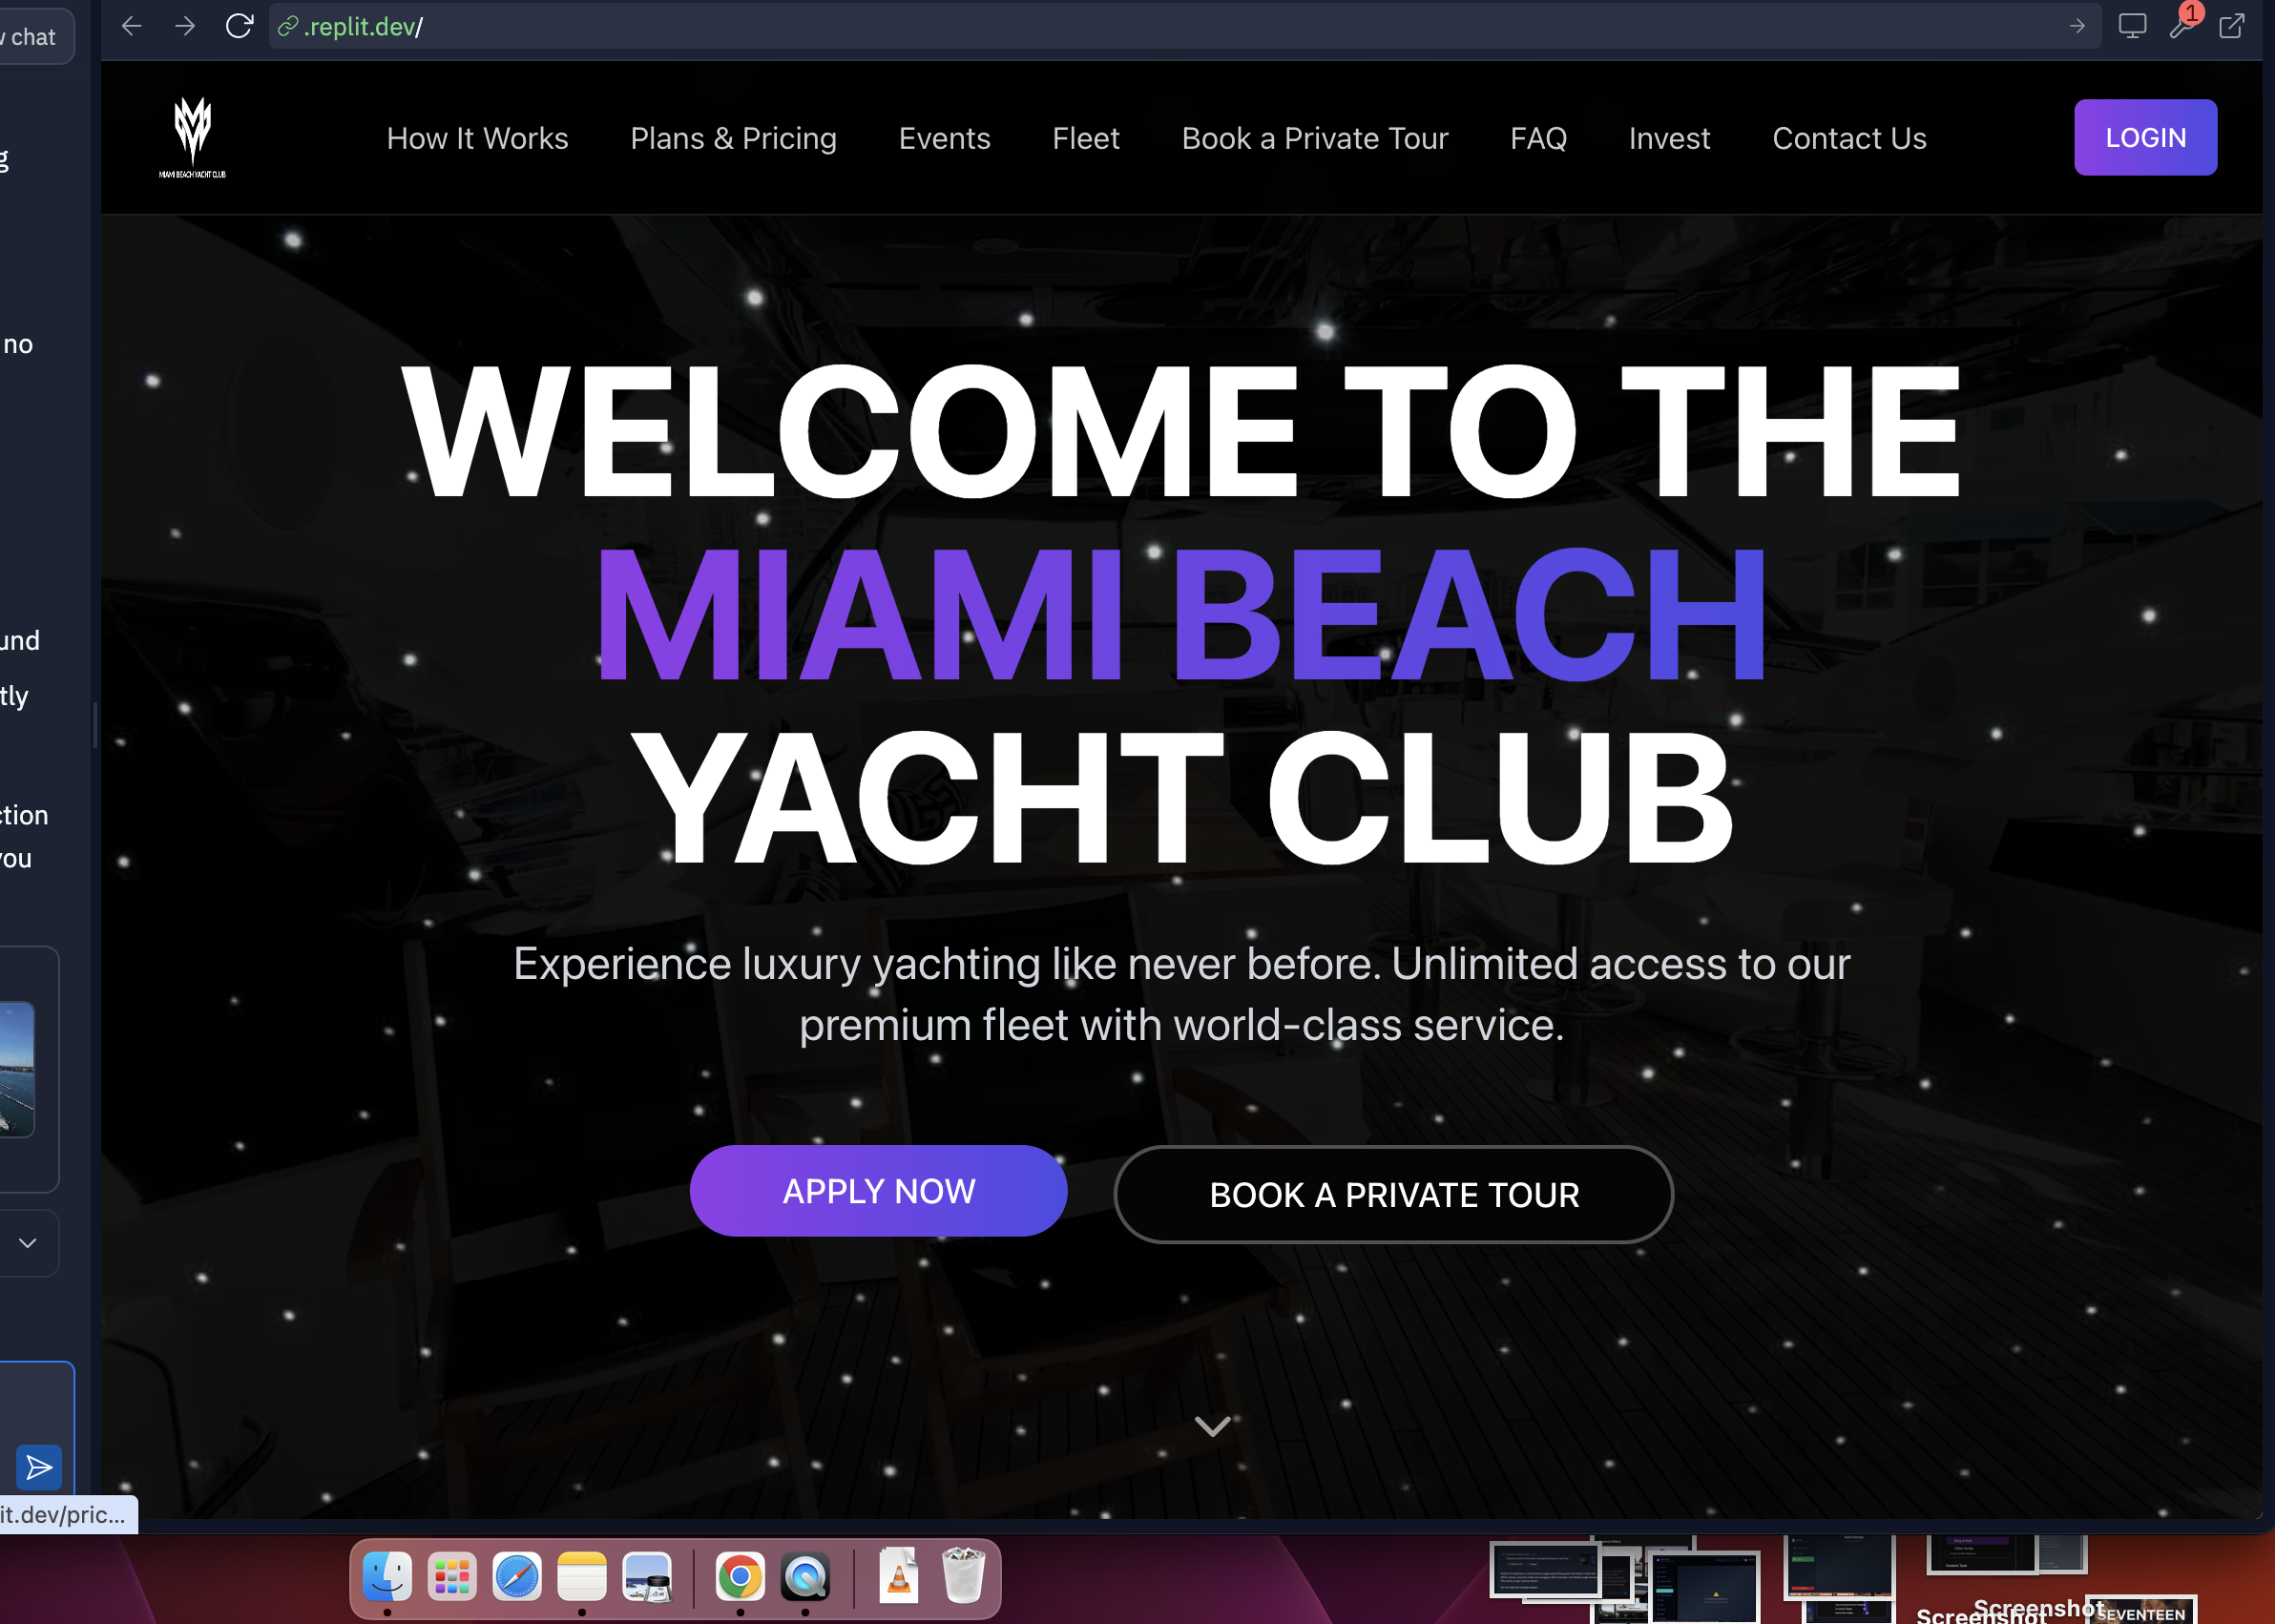 w chat
.replit.dev/
1
g
no
und
tly
ction
you
it.dev/pric...
MIAMI BEACH YACHT CLUB
How It Works
Plans & Pricing
Events
Fleet
Book a Private Tour
FAQ
Invest
Contact Us
LOGIN
WELCOME TO THE
MIAMI BEACH
YACHT CLUB
Experience luxury yachting like never before. Unlimited access to our
premium fleet with world-class service.
APPLY NOW
BOOK A PRIVATE TOUR
Screenshot
Screenshot
SEVENTEEN